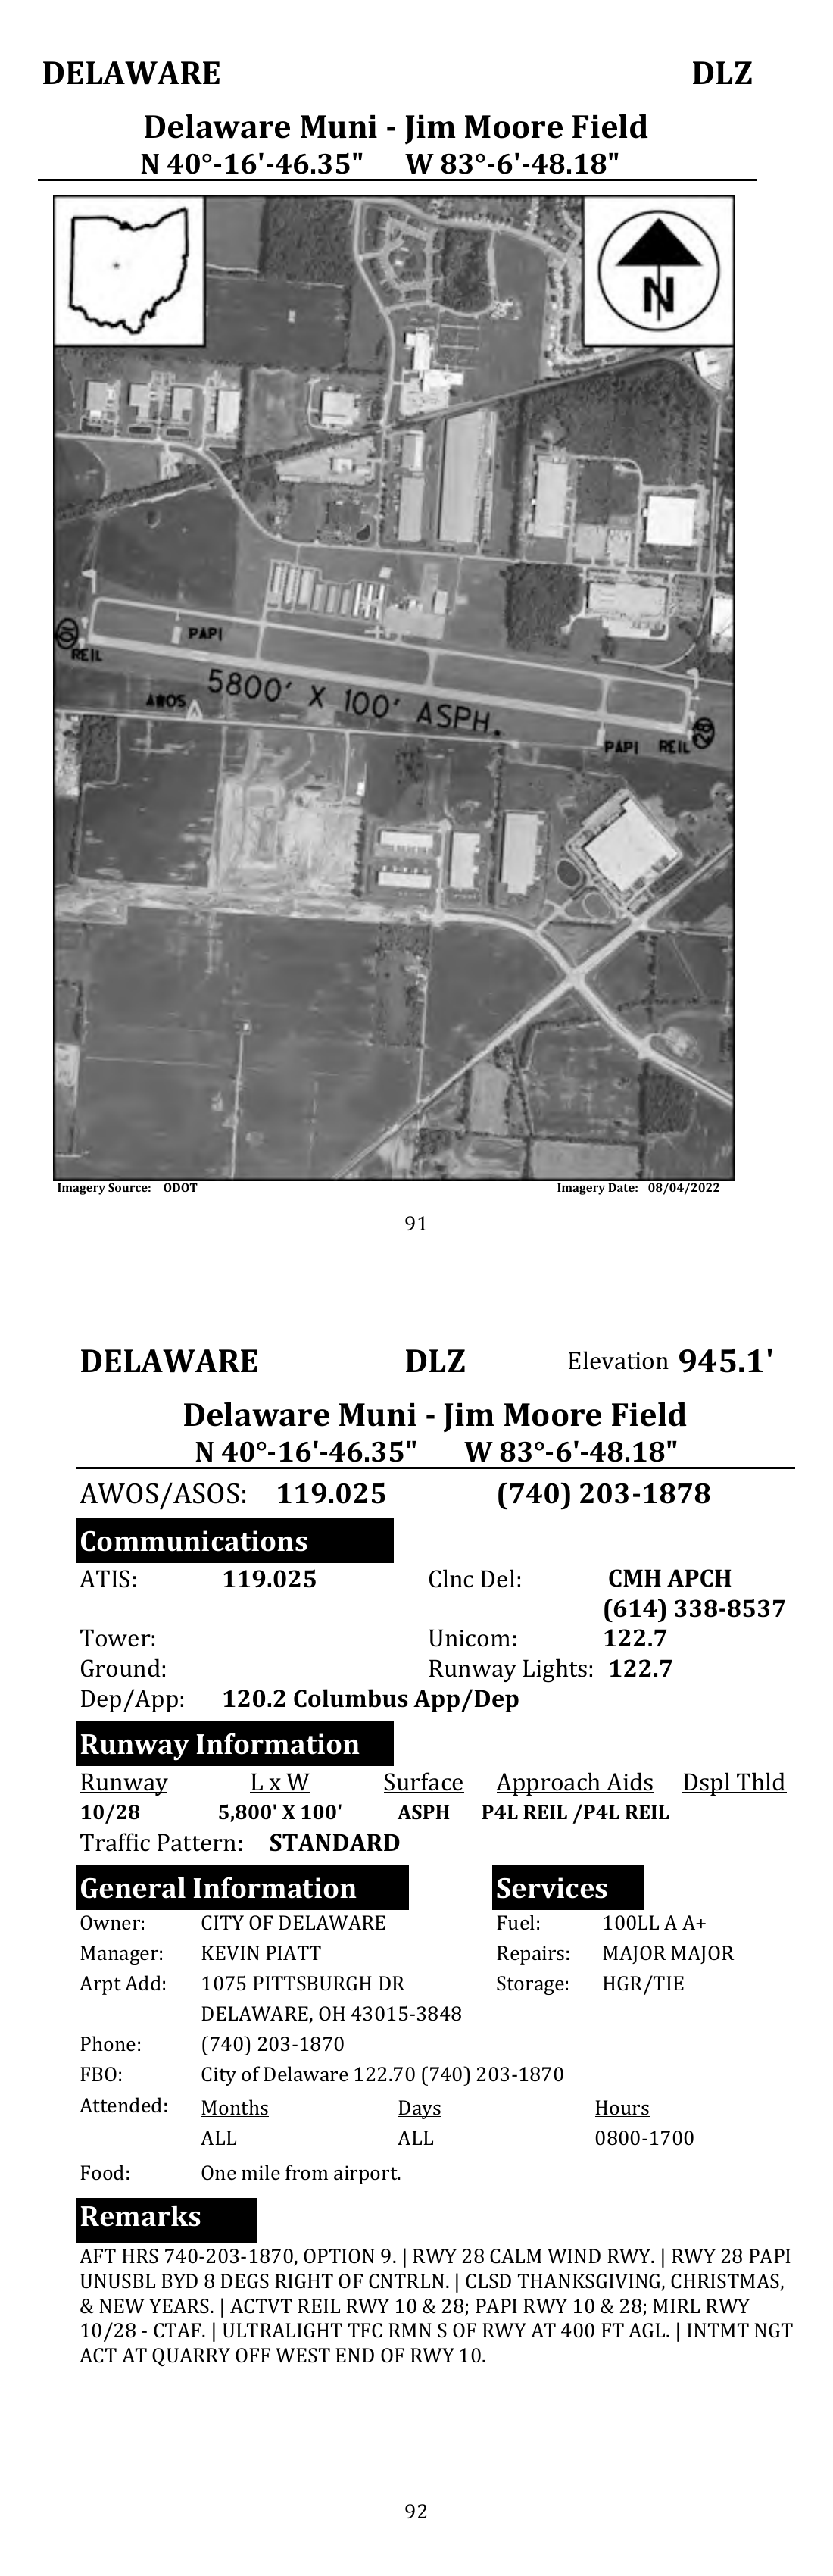 DELAWARE DLZ
Delaware Muni - Jim Moore Field
N 40°-16'-46.35" W 83°-6'-48.18"
N
PAPI
REIL
5800' X 100' ASPH.
AWOS
28
PAPI REIL
Imagery Source: ODOT Imagery Date: 08/04/2022
91
DELAWARE DLZ Elevation 945.1'
Delaware Muni - Jim Moore Field
N 40°-16'-46.35" W 83°-6'-48.18"
AWOS/ASOS: 119.025 (740) 203-1878
Communications
ATIS: 119.025 Clnc Del: CMH APCH
(614) 338-8537
Tower: Unicom: 122.7
Ground: Runway Lights: 122.7
Dep/App: 120.2 Columbus App/Dep
Runway Information
Runway L x W Surface Approach Aids Dspl Thld
10/28 5,800' X 100' ASPH P4L REIL /P4L REIL
Traffic Pattern: STANDARD
General Information Services
Owner: CITY OF DELAWARE Fuel: 100LL A A+
Manager: KEVIN PIATT Repairs: MAJOR MAJOR
Arpt Add: 1075 PITTSBURGH DR Storage: HGR/TIE
DELAWARE, OH 43015-3848
Phone: (740) 203-1870
FBO: City of Delaware 122.70 (740) 203-1870
Attended: Months Days Hours
ALL ALL 0800-1700
Food: One mile from airport.
Remarks
AFT HRS 740-203-1870, OPTION 9. | RWY 28 CALM WIND RWY. | RWY 28 PAPI
UNUSBL BYD 8 DEGS RIGHT OF CNTRLN. | CLSD THANKSGIVING, CHRISTMAS,
& NEW YEARS. | ACTVT REIL RWY 10 & 28; PAPI RWY 10 & 28; MIRL RWY
10/28 - CTAF. | ULTRALIGHT TFC RMN S OF RWY AT 400 FT AGL. | INTMT NGT
ACT AT QUARRY OFF WEST END OF RWY 10.
92